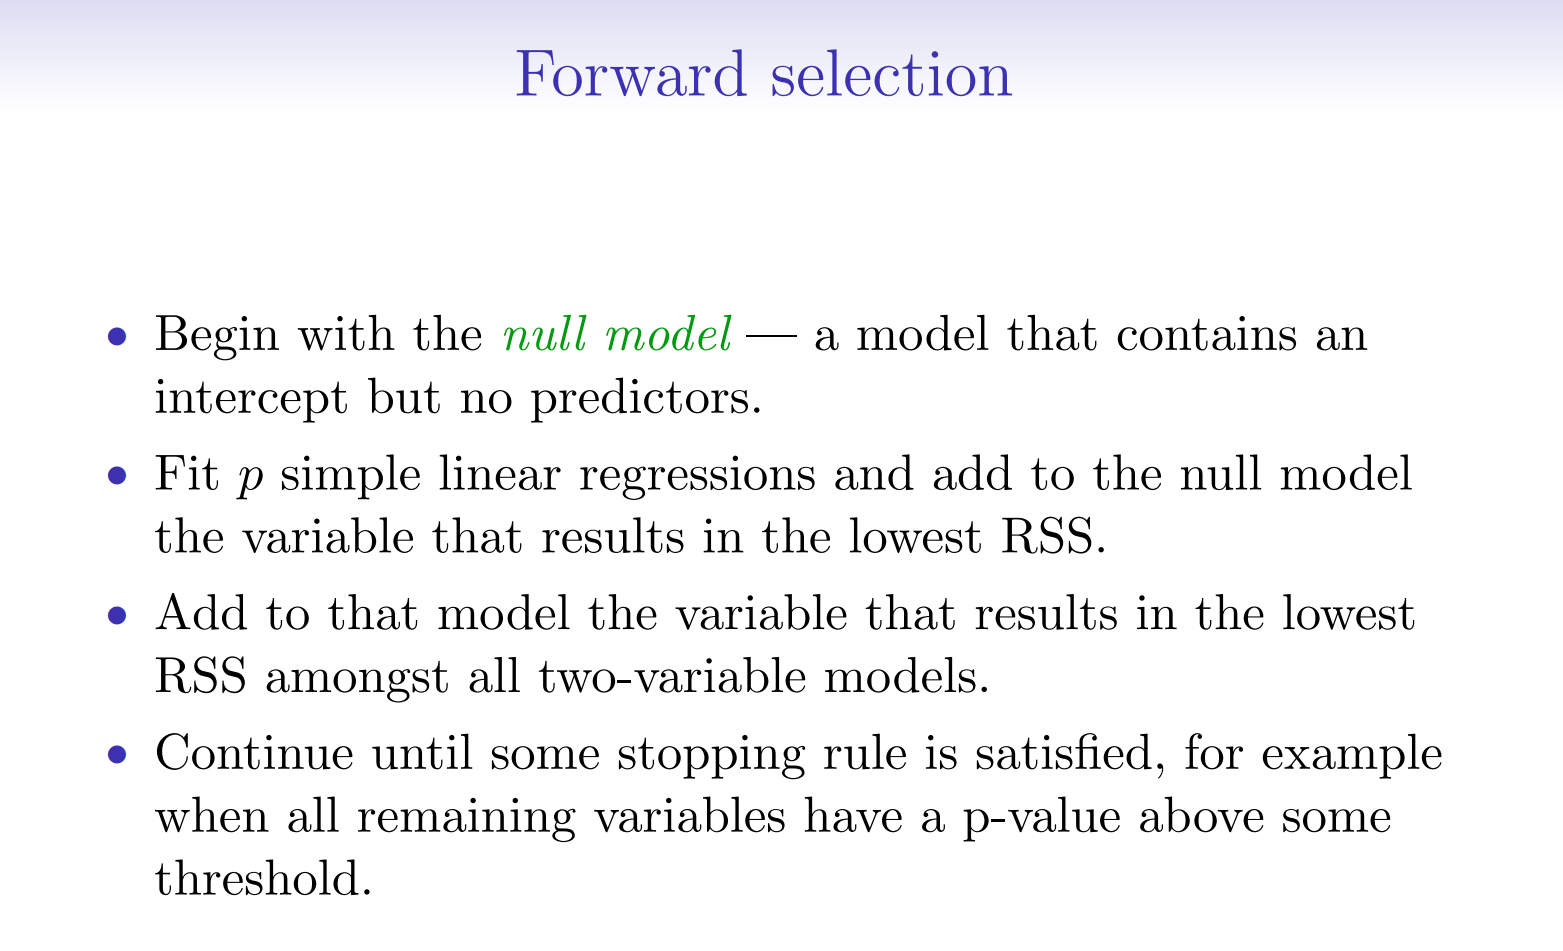 Forward selection
• Begin with the null model — a model that contains an
intercept but no predictors.
• Fit p simple linear regressions and add to the null model
the variable that results in the lowest RSS.
• Add to that model the variable that results in the lowest
RSS amongst all two-variable models.
• Continue until some stopping rule is satisfied, for example
when all remaining variables have a p-value above some
threshold.